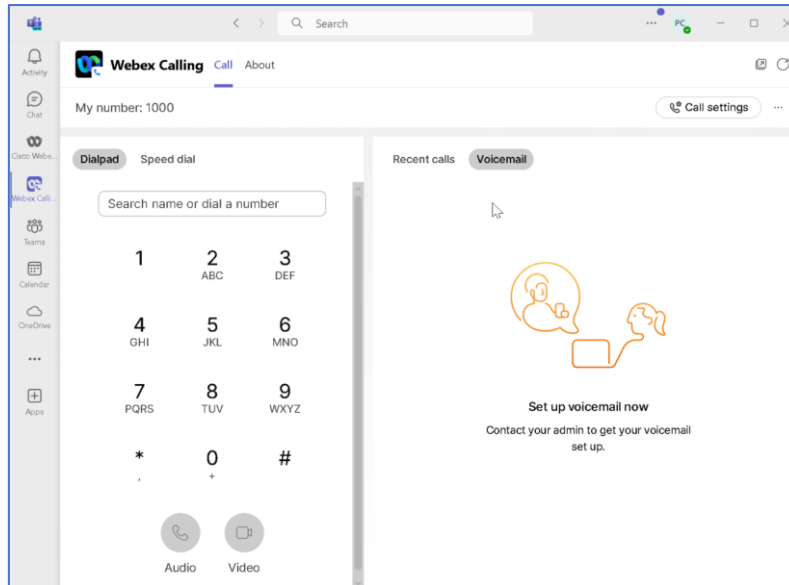 Search
PC
Activity
Chat
Cisco Webe...
Webex Calli...
Teams
Calendar
OneDrive
Apps
Webex Calling Call About
My number: 1000
Call settings
Dialpad Speed dial
Search name or dial a number
1 2 3
ABC DEF
4 5 6
GHI JKL MNO
7 8 9
PQRS TUV WXYZ
* 0 #
, +
Audio Video
Recent calls Voicemail
Set up voicemail now
Contact your admin to get your voicemail
set up.